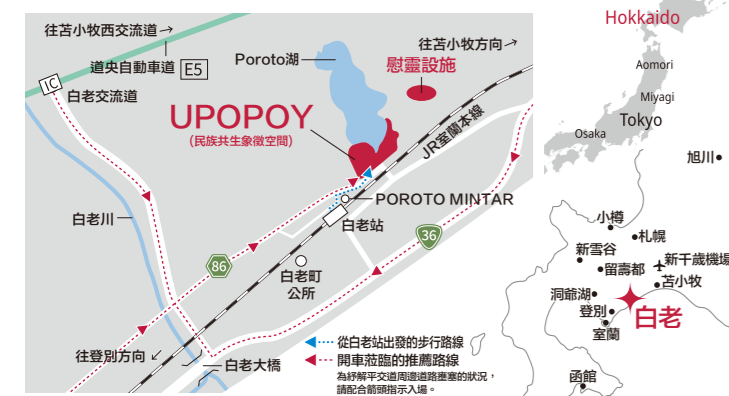 往苫小牧西交流道→
道央自動車道 E5
IC
白老交流道
Poroto湖
往苫小牧方向→
慰靈設施
UPOPOY
(民族共生象徵空間)
JR室蘭本線
POROTO MINTAR
白老川
白老站
36
86
白老町
公所
往登別方向↙
白老大橋
從白老站出發的步行路線
開車蒞臨的推薦路線
為紓解平交道周邊道路壅塞的狀況，
請配合箭頭指示入場。
Hokkaido
Aomori
Miyagi
Tokyo
Osaka
旭川
小樽
札幌
新雪谷
留壽都
新千歲機場
苫小牧
洞爺湖
登別
白老
室蘭
函館